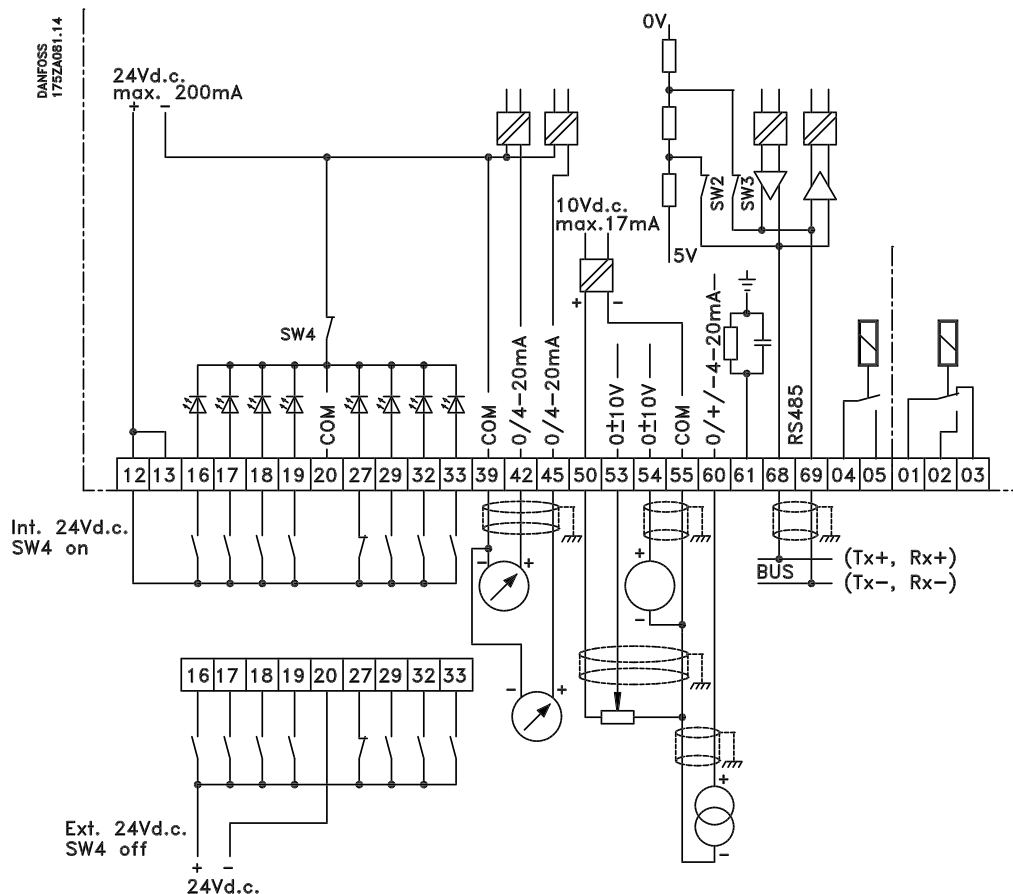 DANFOSS
175ZA081.14
24Vd.c.
max. 200mA
+ −
0V
SW2
SW3
10Vd.c.
max.17mA
5V
+ −
SW4
COM
COM
0/4-20mA
0/4-20mA
0±10V
0±10V
COM
0/+/-4-20mA
RS485
12 13 16 17 18 19 20 27 29 32 33 39 42 45 50 53 54 55 60 61 68 69 04 05 01 02 03
Int. 24Vd.c.
SW4 on
− +
+
−
BUS
(Tx+, Rx+)
(Tx-, Rx-)
16 17 18 19 20 27 29 32 33
− +
+
−
Ext. 24Vd.c.
SW4 off
+ −
24Vd.c.